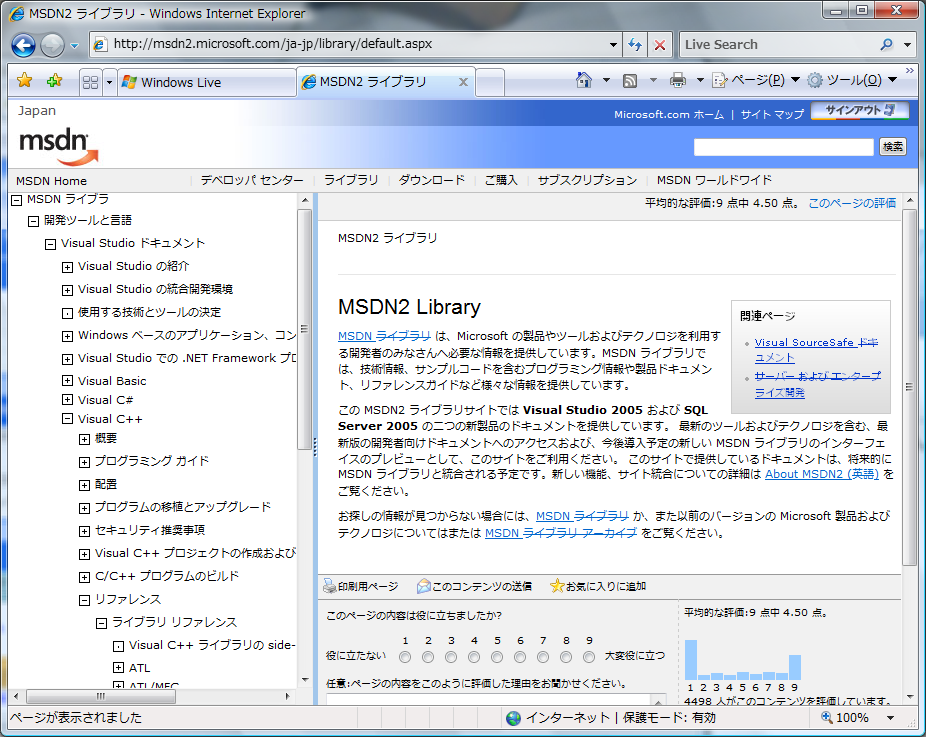 MSDN2 ライブラリ - Windows Internet Explorer
http://msdn2.microsoft.com/ja-jp/library/default.aspx
Live Search
Windows Live
MSDN2 ライブラリ
ページ(P)
ツール(O)
Japan
Microsoft.com ホーム | サイト マップ
サインアウト
msdn
検索
MSDN Home
デベロッパ センター
ライブラリ
ダウンロード
ご購入
サブスクリプション
MSDN ワールドワイド
MSDN ライブラ
開発ツールと言語
Visual Studio ドキュメント
Visual Studio の紹介
Visual Studio の統合開発環境
使用する技術とツールの決定
Windows ベースのアプリケーション、コン
Visual Studio での .NET Framework プロ
Visual Basic
Visual C#
Visual C++
概要
プログラミング ガイド
配置
プログラムの移植とアップグレード
セキュリティ推奨事項
Visual C++ プロジェクトの作成および
C/C++ プログラムのビルド
リファレンス
ライブラリ リファレンス
Visual C++ ライブラリの side-
ATL
ATL/MFC
平均的な評価:9 点中 4.50 点。 このページの評価
MSDN2 ライブラリ
MSDN2 Library
MSDN ライブラリ は、Microsoft の製品やツールおよびテクノロジを利用す
る開発者のみなさんへ必要な情報を提供しています。MSDN ライブラリで
は、技術情報、サンプルコードを含むプログラミング情報や製品ドキュメン
ト、リファレンスガイドなど様々な情報を提供しています。
関連ページ
Visual SourceSafe ドキ
ュメント
サーバー および エンタープ
ライズ開発
この MSDN2 ライブラリサイトでは Visual Studio 2005 および SQL
Server 2005 の二つの新製品のドキュメントを提供しています。 最新のツールおよびテクノロジを含む、最
新版の開発者向けドキュメントへのアクセスおよび、今後導入予定の新しい MSDN ライブラリのインターフェ
イスのプレビューとして、このサイトをご利用ください。 このサイトで提供しているドキュメントは、将来的に
MSDN ライブラリと統合される予定です。新しい機能、サイト統合についての詳細は About MSDN2 (英語) を
ご覧ください。
お探しの情報が見つからない場合には、MSDN ライブラリ か、また以前のバージョンの Microsoft 製品および
テクノロジについてはまたは MSDN ライブラリ アーカイブ をご覧ください。
印刷用ページ
このコンテンツの送信
お気に入りに追加
このページの内容は役に立ちましたか?
1 2 3 4 5 6 7 8 9
役に立たない
大変役に立つ
任意:ページの内容をこのように評価した理由をお聞かせください。
平均的な評価:9 点中 4.50 点。
1 2 3 4 5 6 7 8 9
4498 人がこのコンテンツを評価しています。
ページが表示されました
インターネット | 保護モード: 有効
100%